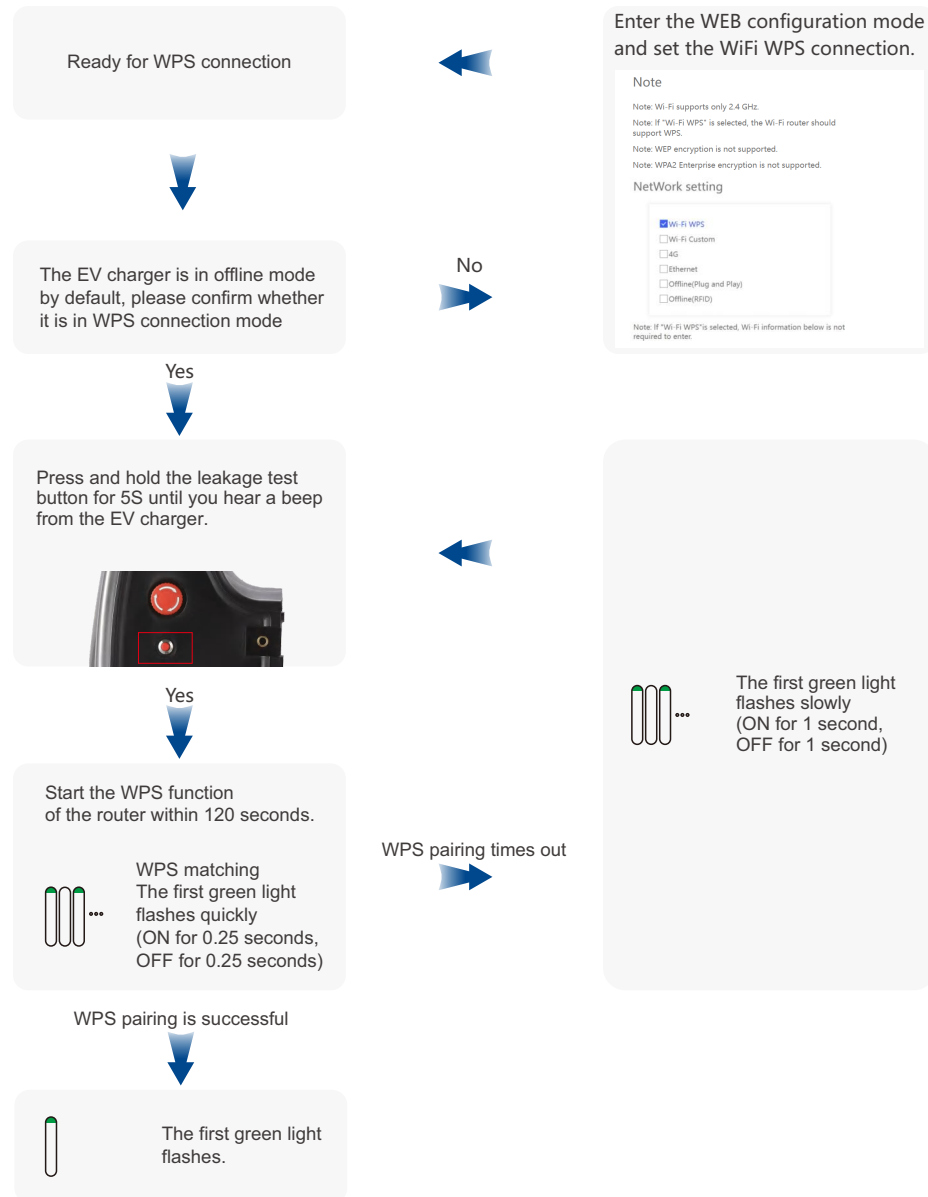 Ready for WPS connection
Enter the WEB configuration mode
and set the WiFi WPS connection.
Note
Note: Wi-Fi supports only 2.4 GHz.
Note: If "Wi-Fi WPS" is selected, the Wi-Fi router should
support WPS.
Note: WEP encryption is not supported.
Note: WPA2 Enterprise encryption is not supported.
NetWork setting
Wi-Fi WPS
Wi-Fi Custom
4G
Ethernet
Offline(Plug and Play)
Offline(RFID)
Note: If "Wi-Fi WPS"is selected, Wi-Fi information below is not
required to enter.
The EV charger is in offline mode
by default, please confirm whether
it is in WPS connection mode
No
Yes
Press and hold the leakage test
button for 5S until you hear a beep
from the EV charger.
Yes
The first green light
flashes slowly
(ON for 1 second,
OFF for 1 second)
Start the WPS function
of the router within 120 seconds.
WPS matching
The first green light
flashes quickly
(ON for 0.25 seconds,
OFF for 0.25 seconds)
WPS pairing times out
WPS pairing is successful
The first green light
flashes.